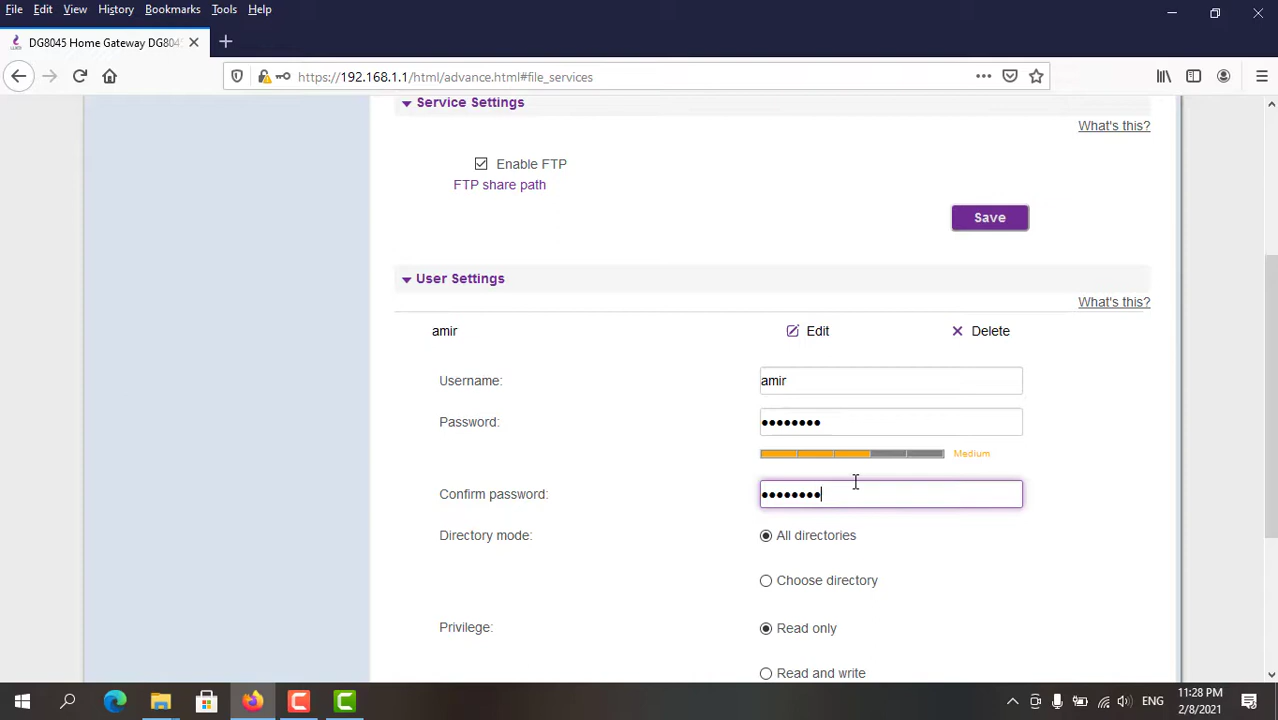 File Edit View History Bookmarks Tools Help
DG8045 Home Gateway DG8045
https://192.168.1.1/html/advance.html#file_services
Service Settings
What's this?
Enable FTP
FTP share path
Save
User Settings
What's this?
amir Edit Delete
Username: amir
Password: ••••••••
Medium
Confirm password: ••••••••
Directory mode: All directories
Choose directory
Privilege: Read only
Read and write
ENG
11:28 PM
2/8/2021